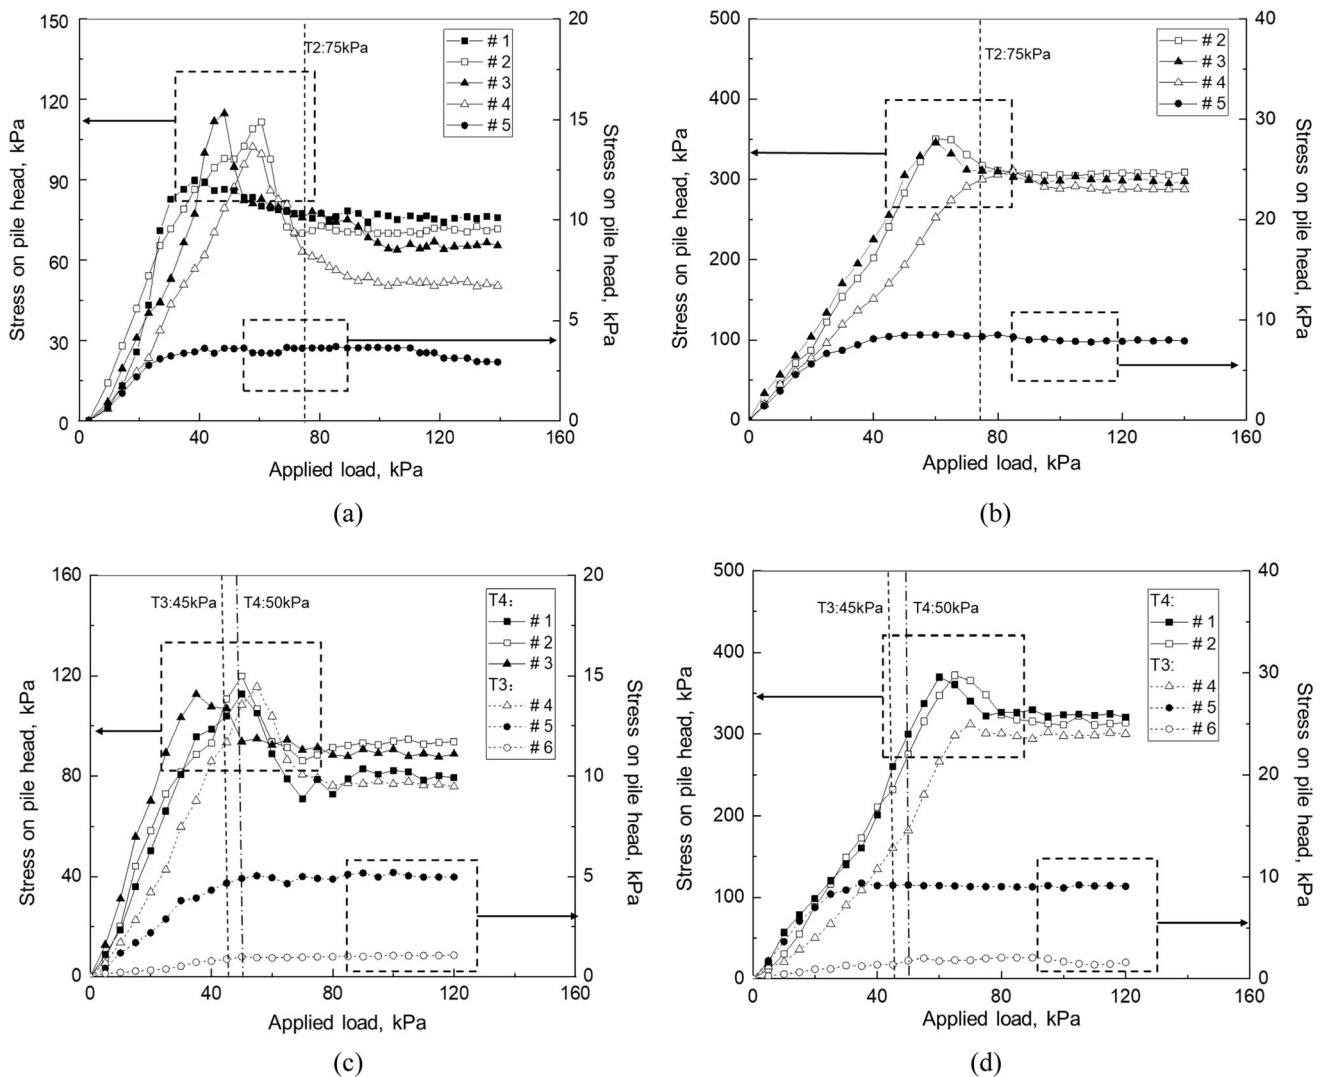 150
120
90
60
30
0
Stress on pile head, kPa
T2:75kPa
# 1
# 2
# 3
# 4
# 5
20
15
10
5
0
Stress on pile head, kPa
0 40 80 120 160
Applied load, kPa
(a)
500
400
300
200
100
0
Stress on pile head, kPa
T2:75kPa
# 2
# 3
# 4
# 5
40
30
20
10
0
Stress on pile head, kPa
0 40 80 120 160
Applied load, kPa
(b)
160
120
80
40
0
Stress on pile head, kPa
T3:45kPa T4:50kPa
T4:
# 1
# 2
# 3
T3:
# 4
# 5
# 6
20
15
10
5
0
Stress on pile head, kPa
0 40 80 120 160
Applied load, kPa
(c)
500
400
300
200
100
0
Stress on pile head, kPa
T3:45kPa T4:50kPa
T4:
# 1
# 2
T3:
# 4
# 5
# 6
40
30
20
10
0
Stress on pile head, kPa
0 40 80 120 160
Applied load, kPa
(d)